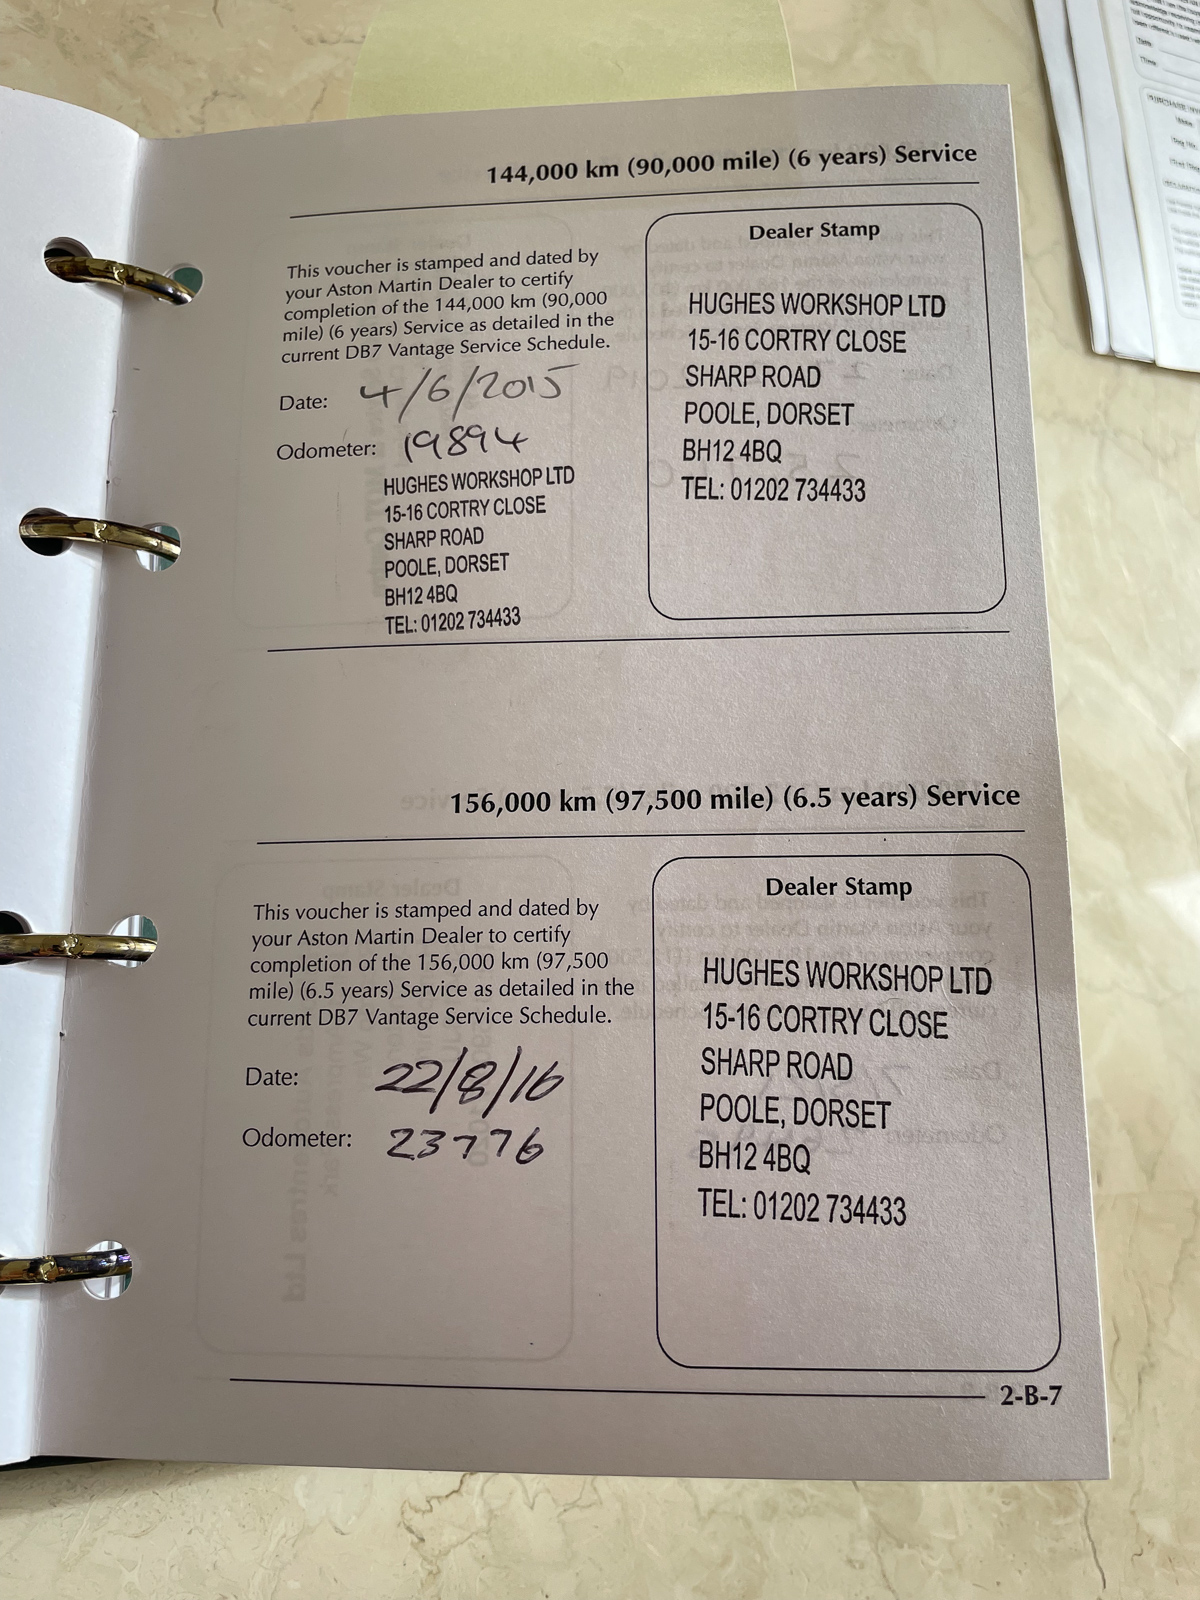 144,000 km (90,000 mile) (6 years) Service
This voucher is stamped and dated by
your Aston Martin Dealer to certify
completion of the 144,000 km (90,000
mile) (6 years) Service as detailed in the
current DB7 Vantage Service Schedule.
Date: 4/6/2015
Odometer: 19894
HUGHES WORKSHOP LTD
15-16 CORTRY CLOSE
SHARP ROAD
POOLE, DORSET
BH12 4BQ
TEL: 01202 734433
Dealer Stamp
HUGHES WORKSHOP LTD
15-16 CORTRY CLOSE
SHARP ROAD
POOLE, DORSET
BH12 4BQ
TEL: 01202 734433
156,000 km (97,500 mile) (6.5 years) Service
This voucher is stamped and dated by
your Aston Martin Dealer to certify
completion of the 156,000 km (97,500
mile) (6.5 years) Service as detailed in the
current DB7 Vantage Service Schedule.
Date: 22/8/16
Odometer: 23776
Dealer Stamp
HUGHES WORKSHOP LTD
15-16 CORTRY CLOSE
SHARP ROAD
POOLE, DORSET
BH12 4BQ
TEL: 01202 734433
2-B-7